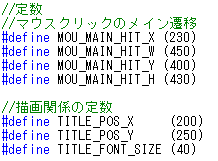 //定数
//マウスクリックのメイン遷移
#define MOU_MAIN_HIT_X (230)
#define MOU_MAIN_HIT_W (450)
#define MOU_MAIN_HIT_Y (400)
#define MOU_MAIN_HIT_H (430)
//描画関係の定数
#define TITLE_POS_X (200)
#define TITLE_POS_Y (250)
#define TITLE_FONT_SIZE (40)